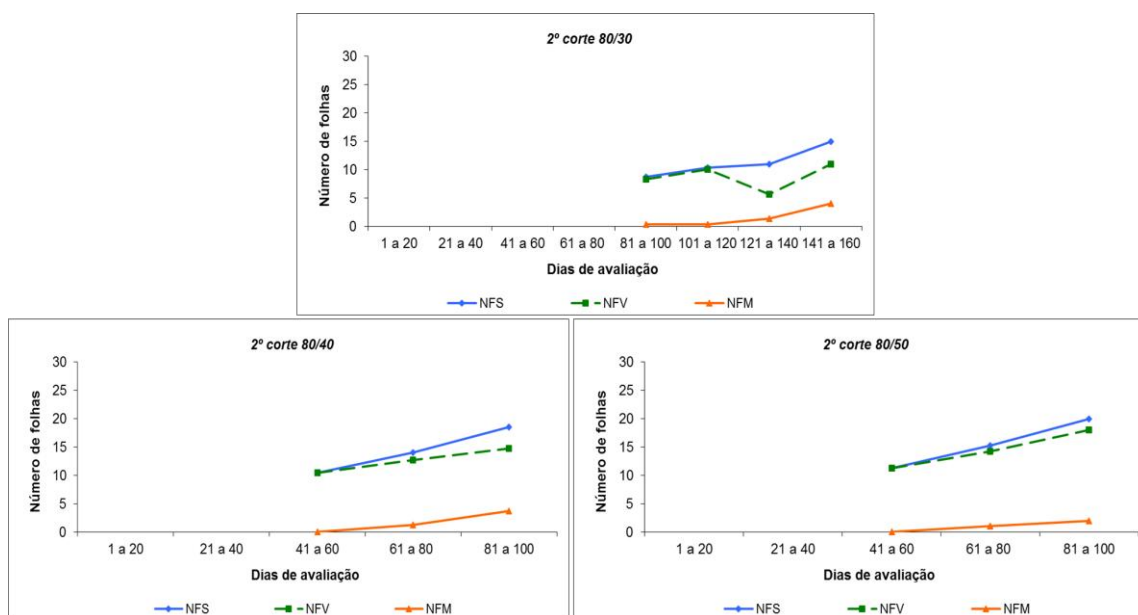 2º corte 80/30
Número de folhas
30
25
20
15
10
5
0
1 a 20 21 a 40 41 a 60 61 a 80 81 a 100 101 a 120 121 a 140 141 a 160
Dias de avaliação
NFS NFV NFM
2º corte 80/40
Número de folhas
30
25
20
15
10
5
0
1 a 20 21 a 40 41 a 60 61 a 80 81 a 100
Dias de avaliação
NFS NFV NFM
2º corte 80/50
Número de folhas
30
25
20
15
10
5
0
1 a 20 21 a 40 41 a 60 61 a 80 81 a 100
Dias de avaliação
NFS NFV NFM